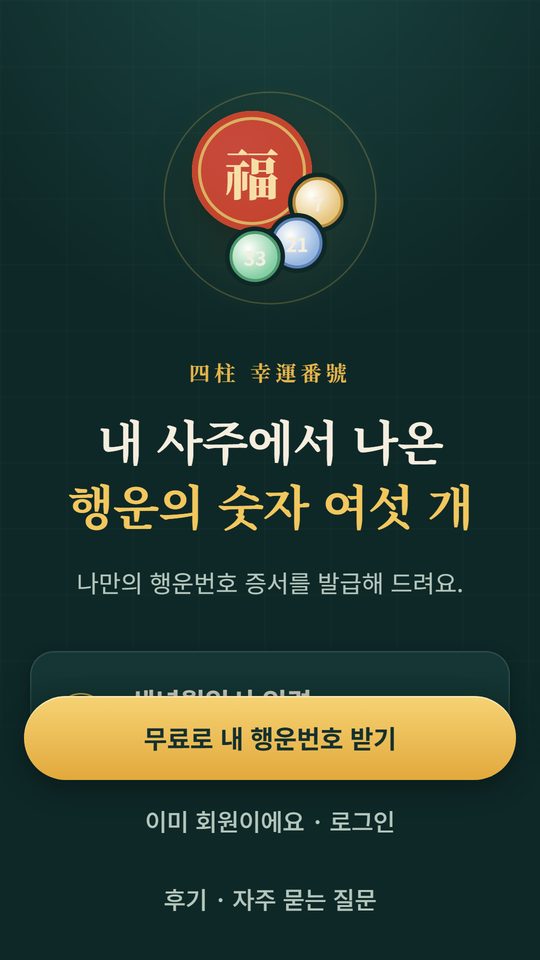 福
7
21
33
四柱 幸運番號
내 사주에서 나온
행운의 숫자 여섯 개
나만의 행운번호 증서를 발급해 드려요.
무료로 내 행운번호 받기
이미 회원이에요 · 로그인
후기 · 자주 묻는 질문